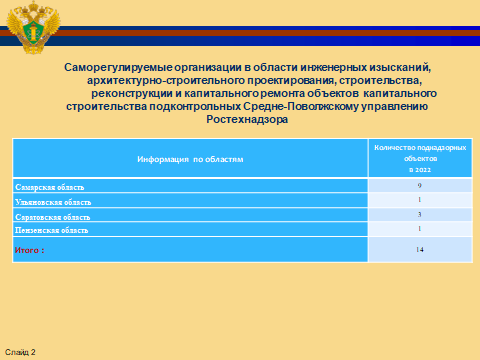 Саморегулируемые организации в области инженерных изысканий,
архитектурно-строительного проектирования, строительства,
реконструкции и капитального ремонта объектов капитального
строительства подконтрольных Средне-Поволжскому управлению
Ростехнадзора
Информация по областям
Количество поднадзорных
объектов
в 2022
Самарская область 9
Ульяновская область 1
Саратовская область 3
Пензенская область 1
Итого : 14
Слайд 2